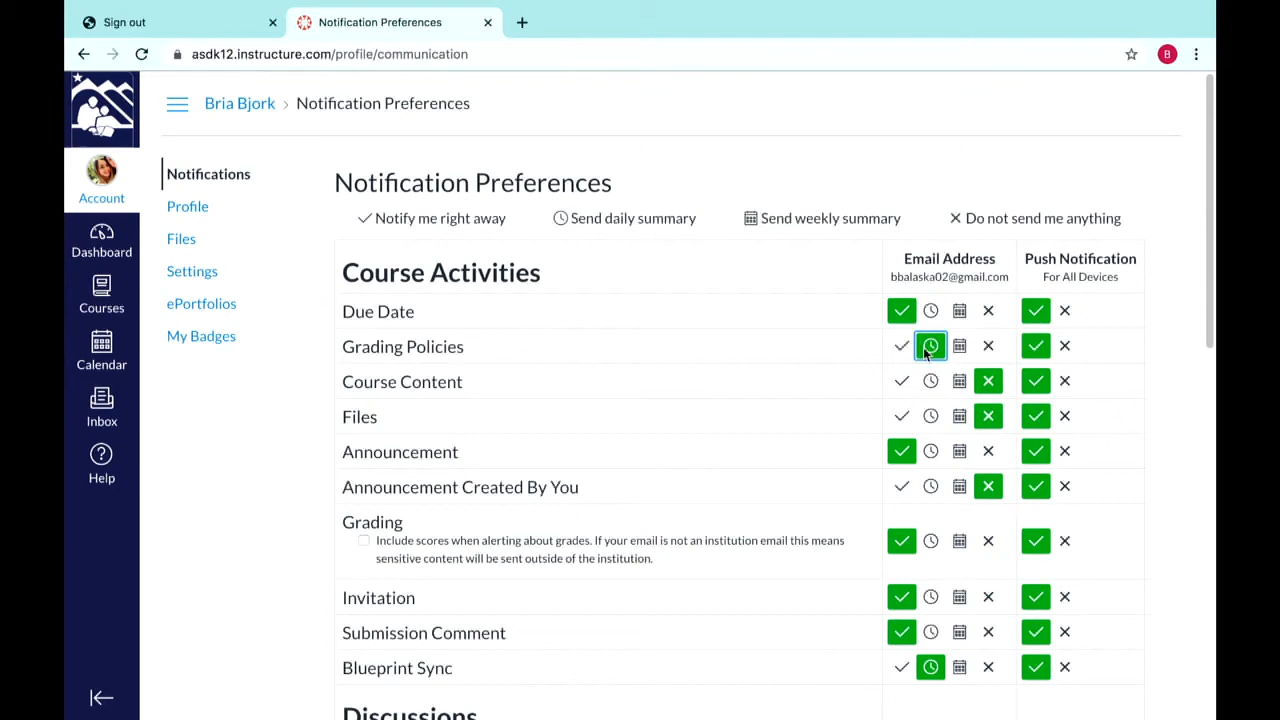 Sign out
Notification Preferences
asdk12.instructure.com/profile/communication
B
Bria Bjork › Notification Preferences
Account
Dashboard
Courses
Calendar
Inbox
Help
Notifications
Profile
Files
Settings
ePortfolios
My Badges
Notification Preferences
Notify me right away Send daily summary Send weekly summary Do not send me anything
Course Activities
Email Address
bbalaska02@gmail.com
Push Notification
For All Devices
Due Date
Grading Policies
Course Content
Files
Announcement
Announcement Created By You
Grading
Include scores when alerting about grades. If your email is not an institution email this means
sensitive content will be sent outside of the institution.
Invitation
Submission Comment
Blueprint Sync
Discussions